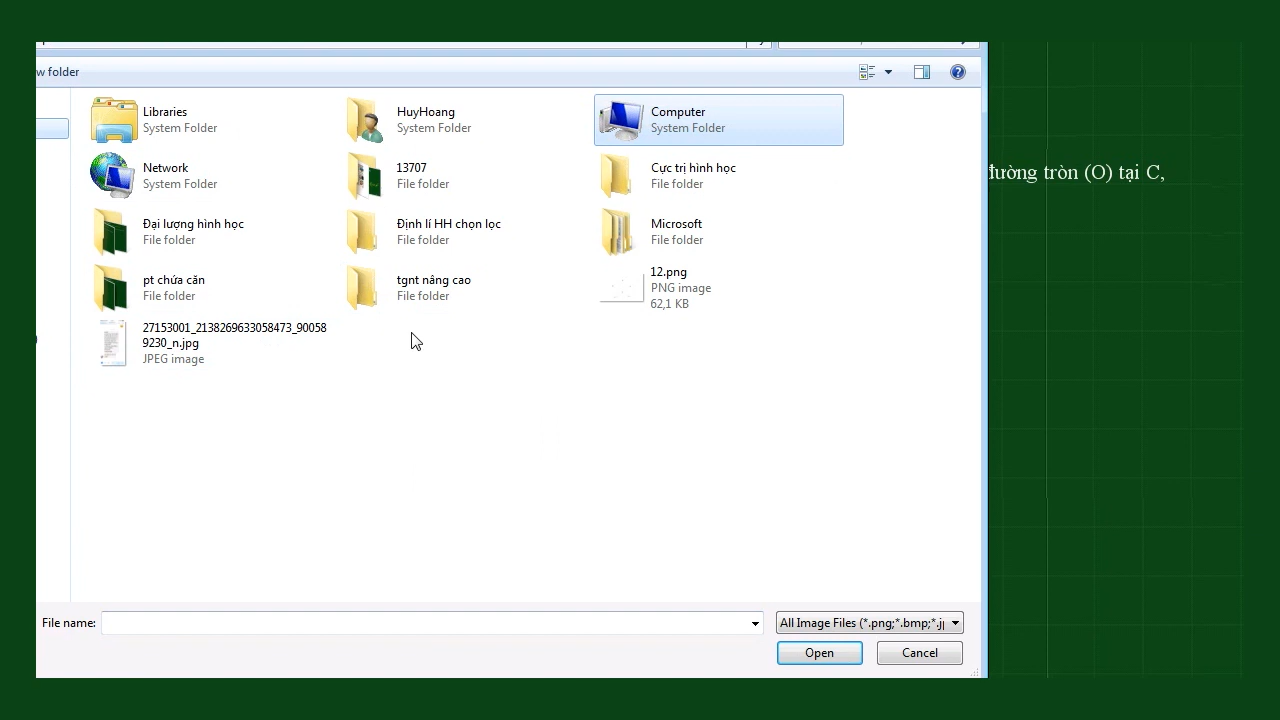 w folder
Libraries
System Folder
HuyHoang
System Folder
Computer
System Folder
Network
System Folder
13707
File folder
Cực trị hình học
File folder
Đại lượng hình học
File folder
Định lí HH chọn lọc
File folder
Microsoft
File folder
pt chứa căn
File folder
tgnt nâng cao
File folder
12.png
PNG image
62,1 KB
27153001_2138269633058473_90058
9230_n.jpg
JPEG image
đường tròn (O) tại C,
File name:
All Image Files (*.png;*.bmp;*.j
Open
Cancel